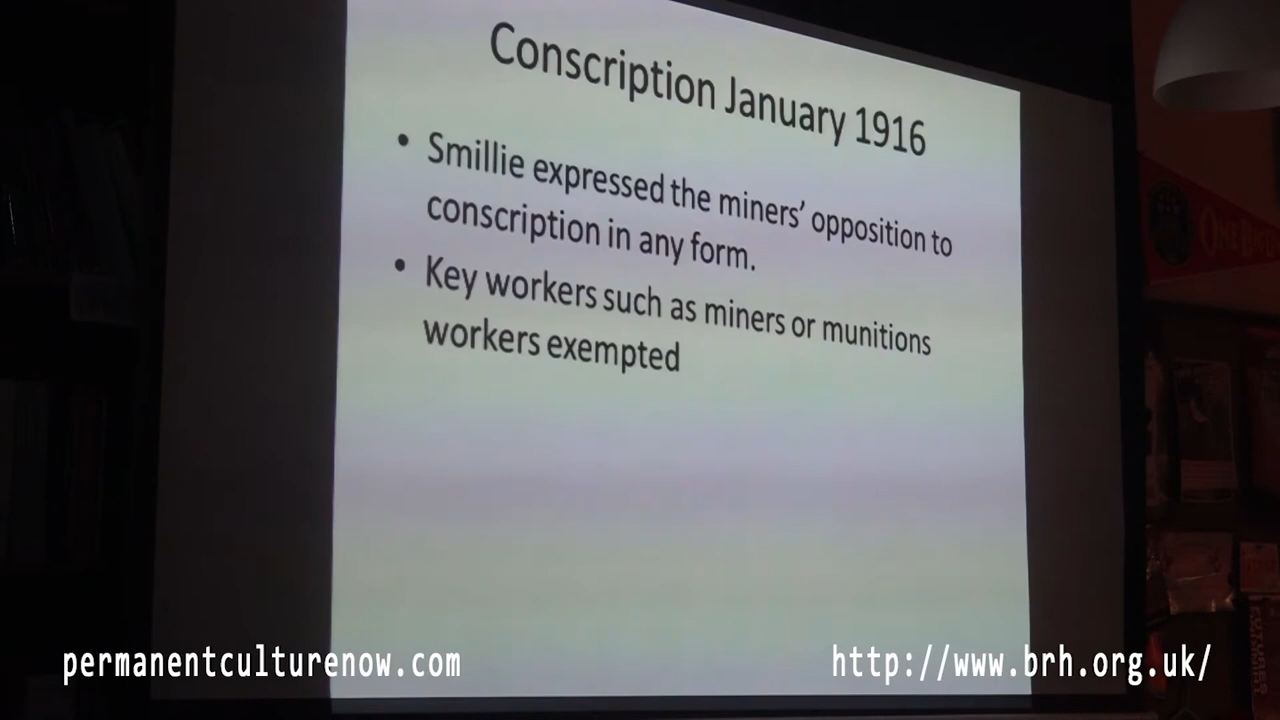 Conscription January 1916
• Smillie expressed the miners’ opposition to
conscription in any form.
• Key workers such as miners or munitions
workers exempted
permanentculturenow.com
http://www.brh.org.uk/